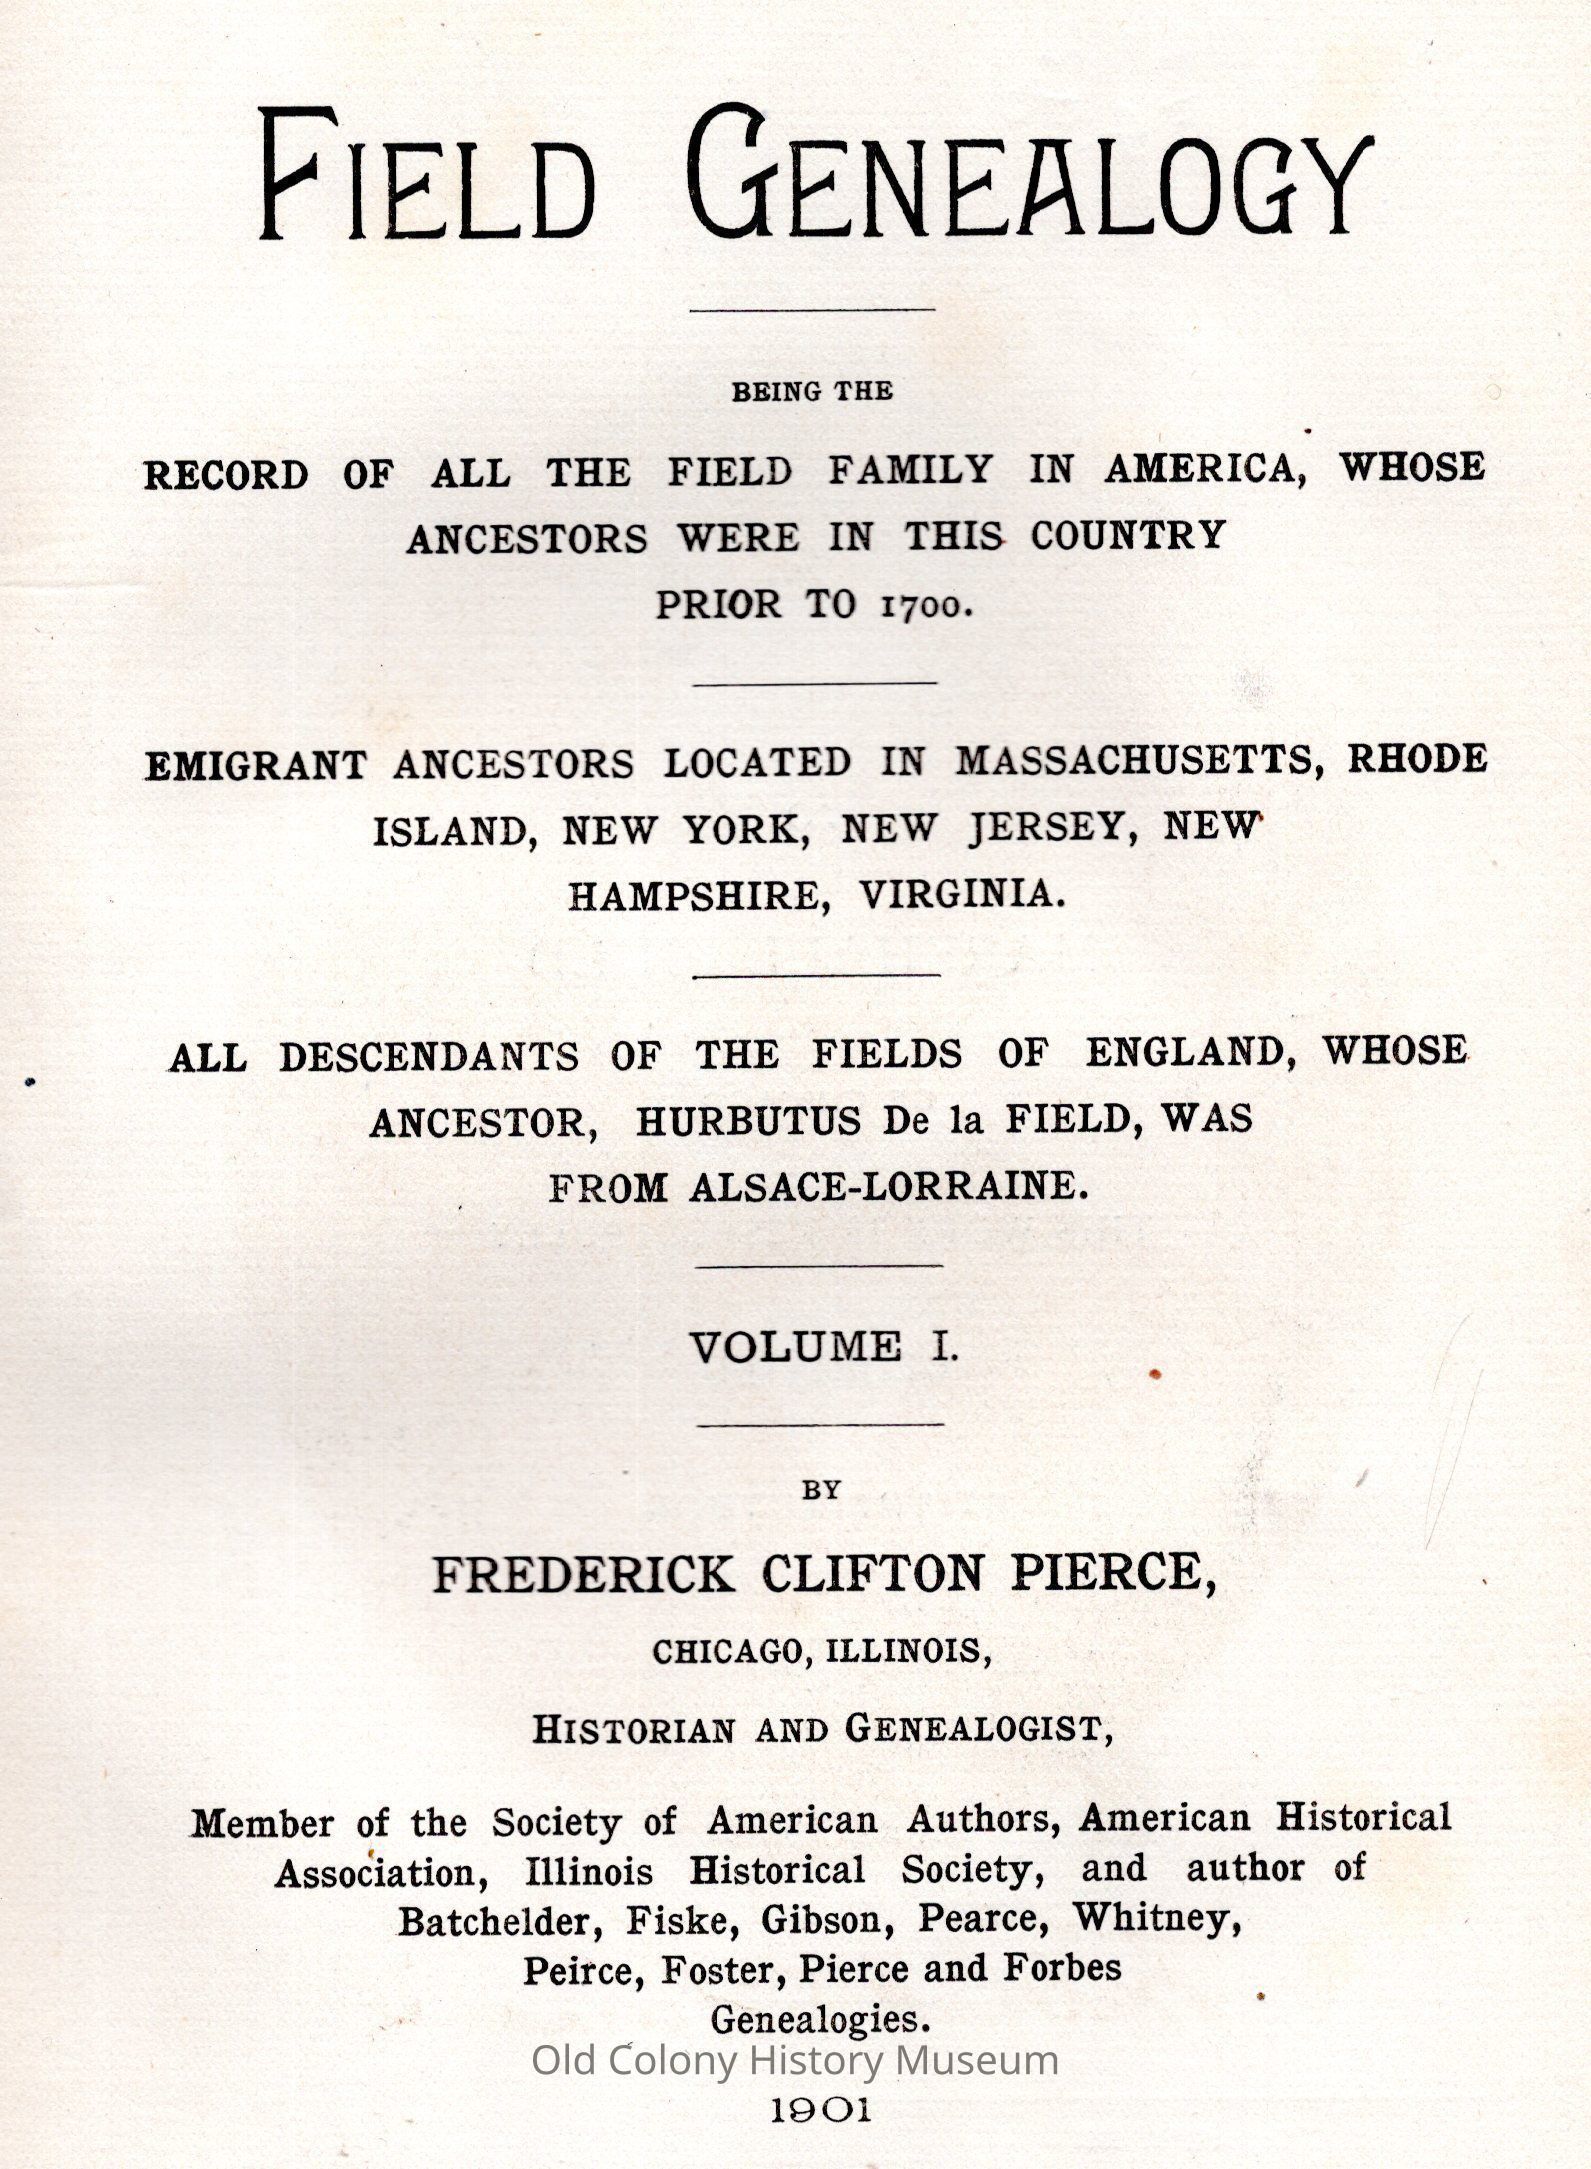 FIELD GENEALOGY
BEING THE
RECORD OF ALL THE FIELD FAMILY IN AMERICA, WHOSE
ANCESTORS WERE IN THIS COUNTRY
PRIOR TO 1700.
EMIGRANT ANCESTORS LOCATED IN MASSACHUSETTS, RHODE
ISLAND, NEW YORK, NEW JERSEY, NEW
HAMPSHIRE, VIRGINIA.
ALL DESCENDANTS OF THE FIELDS OF ENGLAND, WHOSE
ANCESTOR, HURBUTUS De la FIELD, WAS
FROM ALSACE-LORRAINE.
VOLUME I.
BY
FREDERICK CLIFTON PIERCE,
CHICAGO, ILLINOIS,
HISTORIAN AND GENEALOGIST,
Member of the Society of American Authors, American Historical
Association, Illinois Historical Society, and author of
Batchelder, Fiske, Gibson, Pearce, Whitney,
Peirce, Foster, Pierce and Forbes
Genealogies.
Old Colony History Museum
1901